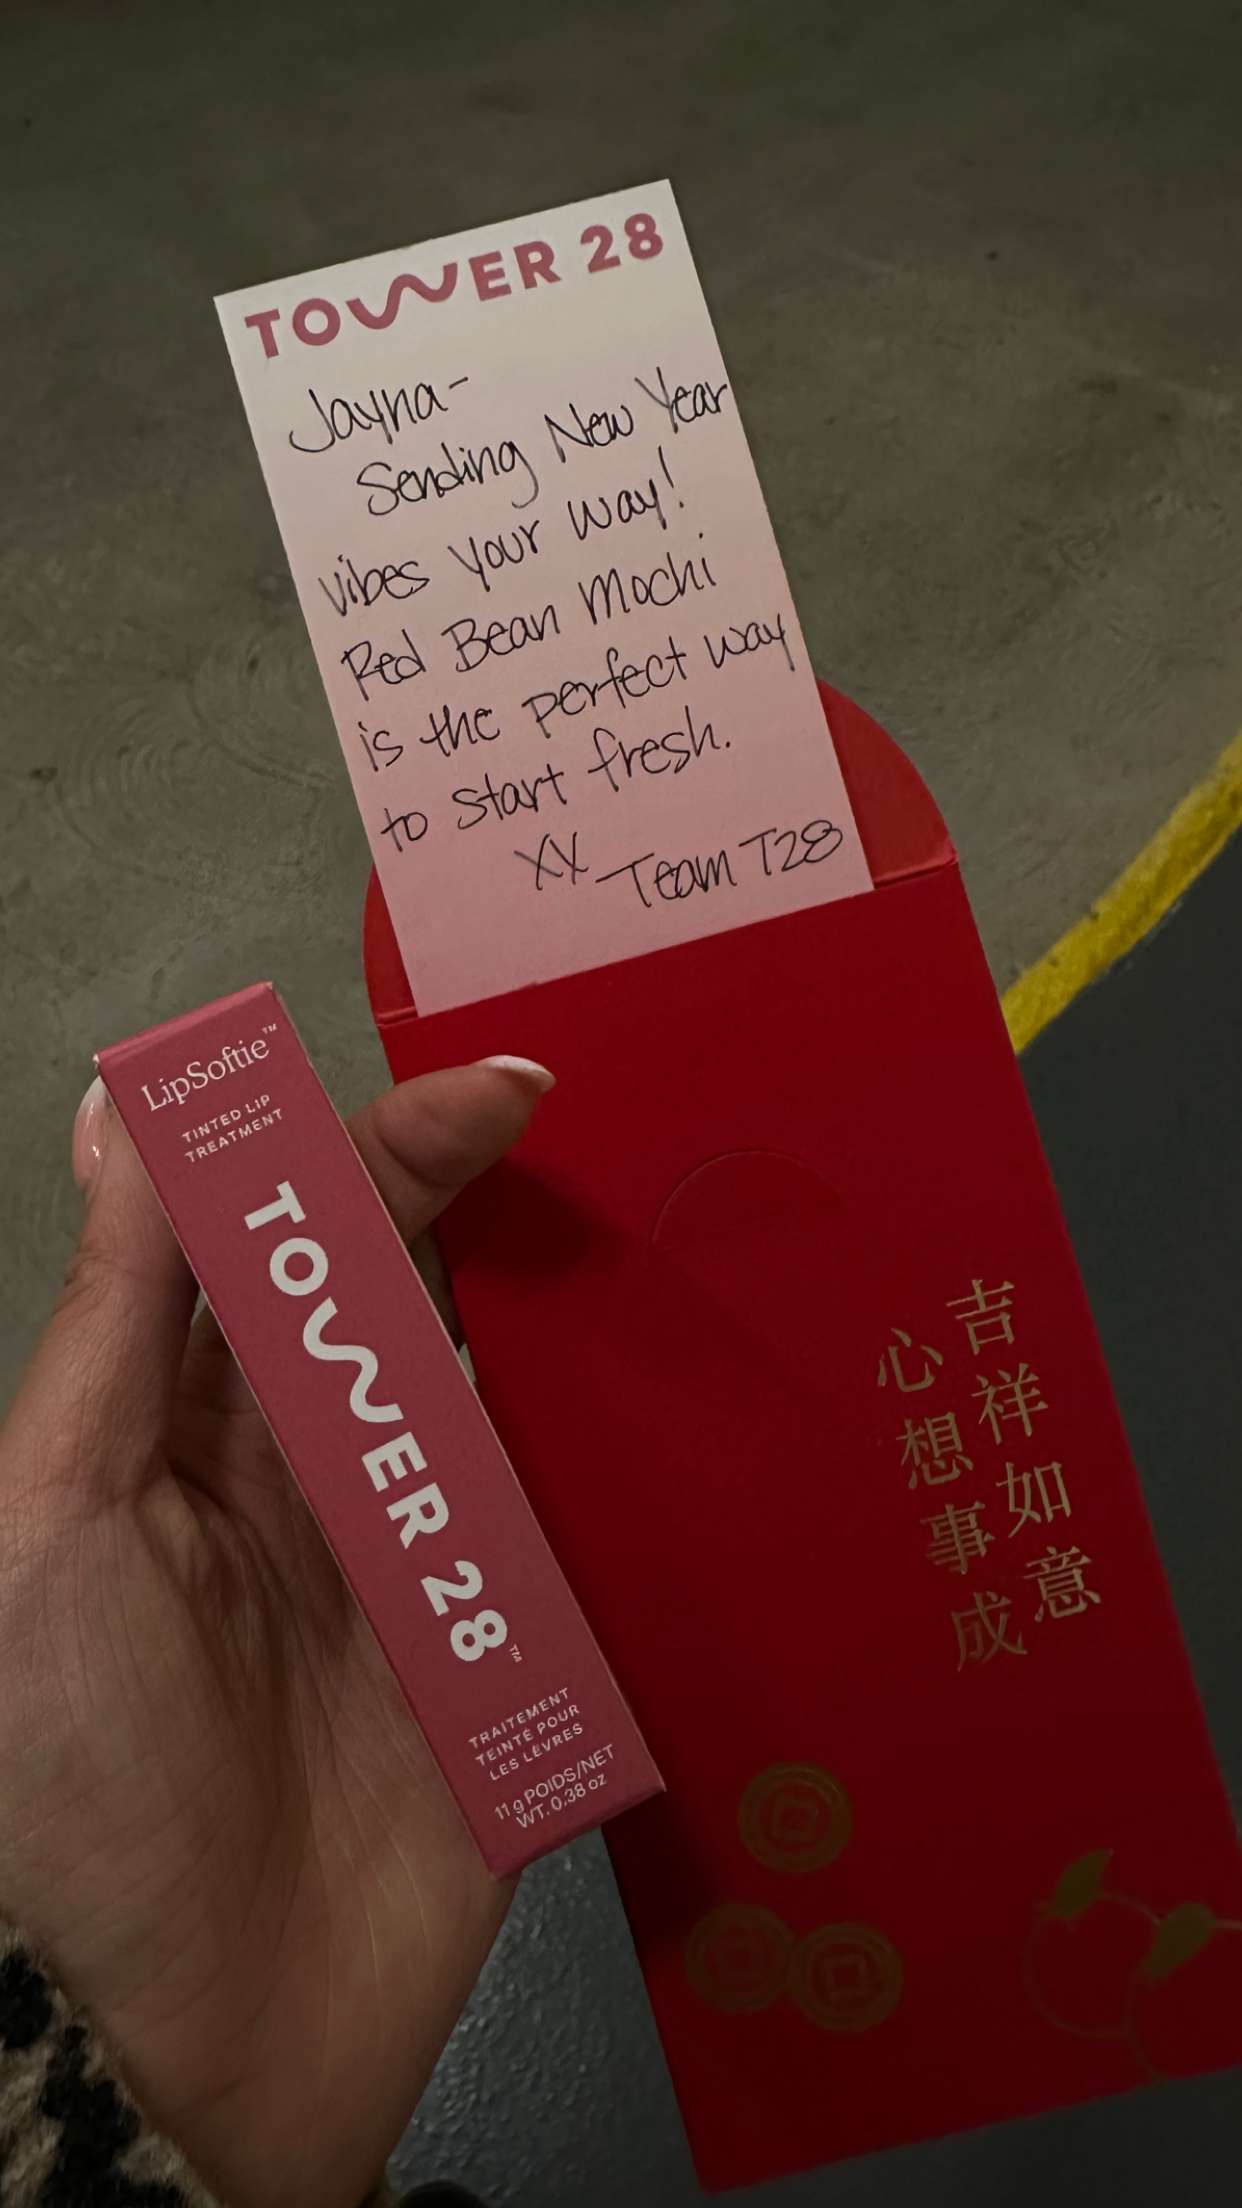 TOWER 28
Jayna-
Sending New Year
vibes your way!
Red Bean Mochi
is the perfect way
to start fresh.
XX -Team T28
LipSoftie™
TINTED LIP
TREATMENT
TOWER 28™
TRAITEMENT
TEINTÉ POUR
LES LÈVRES
11 g POIDS/NET
WT. 0.38 oz
吉祥如意
心想事成